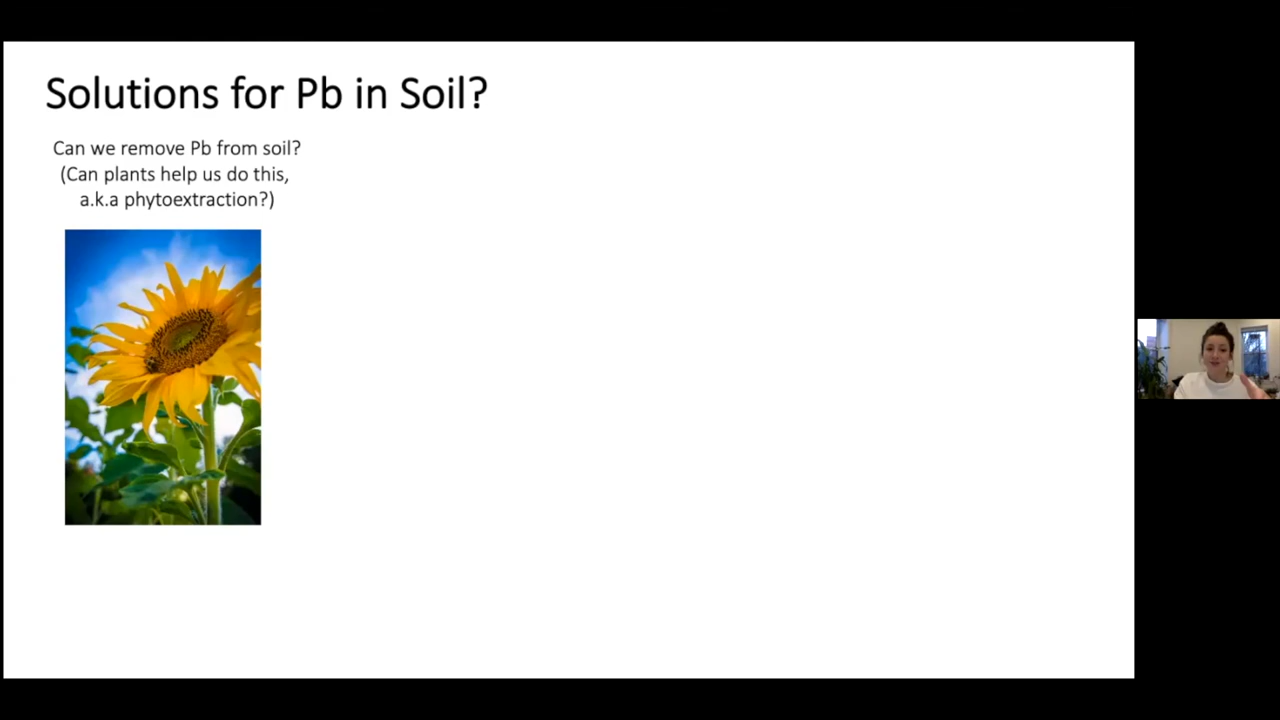 Solutions for Pb in Soil?
Can we remove Pb from soil?
(Can plants help us do this,
a.k.a phytoextraction?)